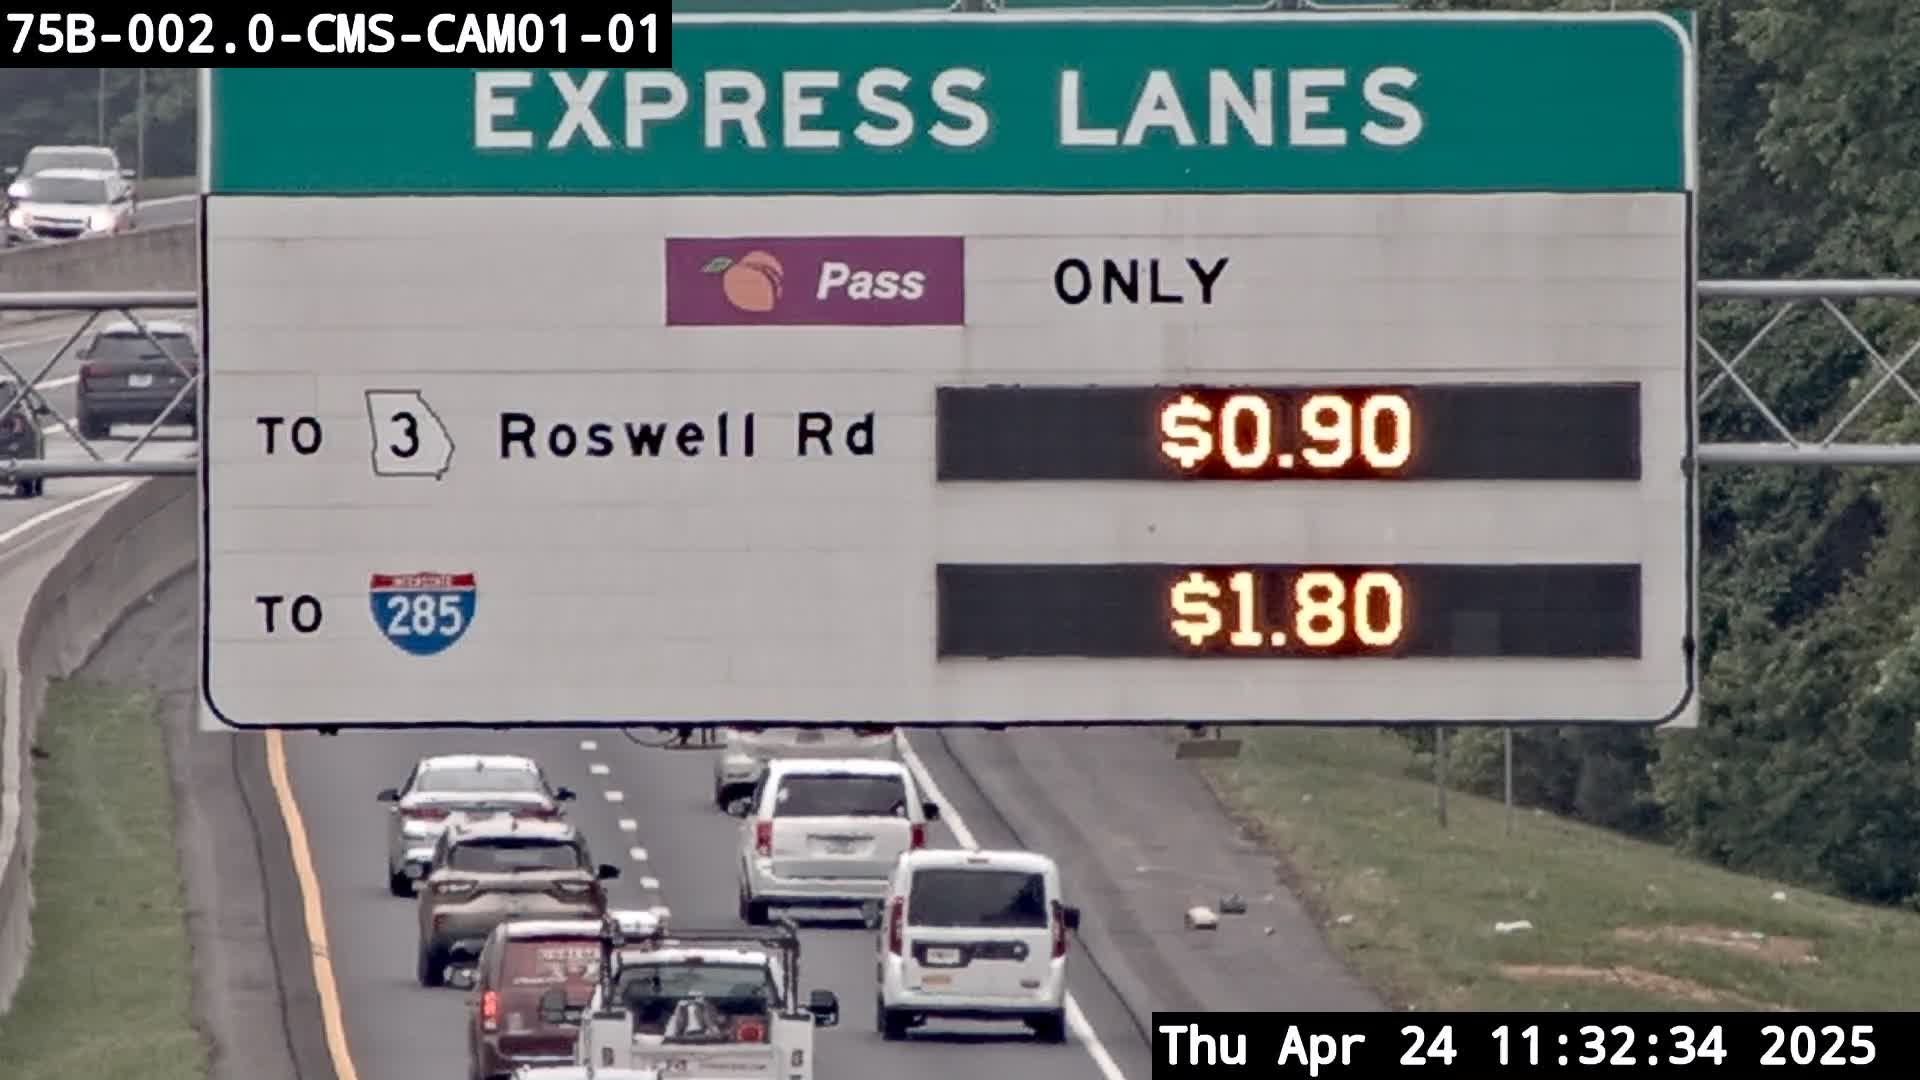 75B-002.0-CMS-CAM01-01
EXPRESS LANES
Pass ONLY
TO 3 Roswell Rd $0.90
TO 285 $1.80
Thu Apr 24 11:32:34 2025